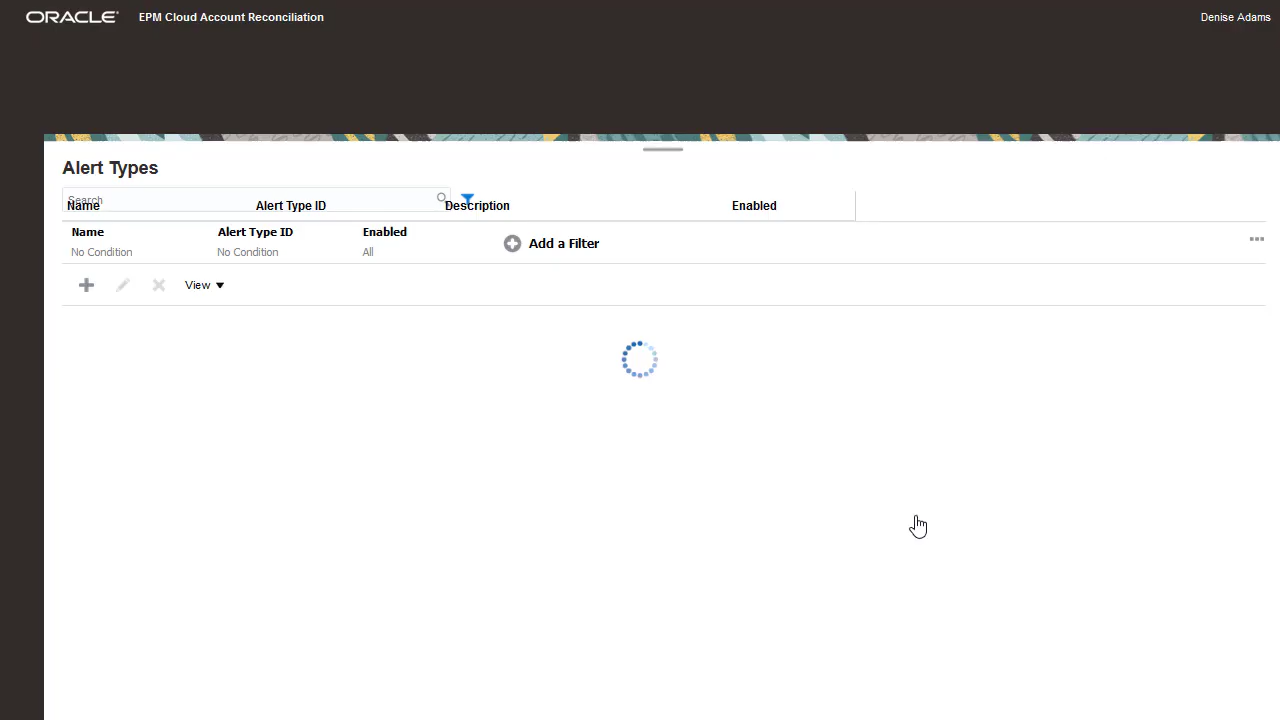 ORACLE® EPM Cloud Account Reconciliation Denise Adams
Alert Types
Search
Name Alert Type ID Description Enabled
Name Alert Type ID Enabled
Add a Filter
No Condition No Condition All
View